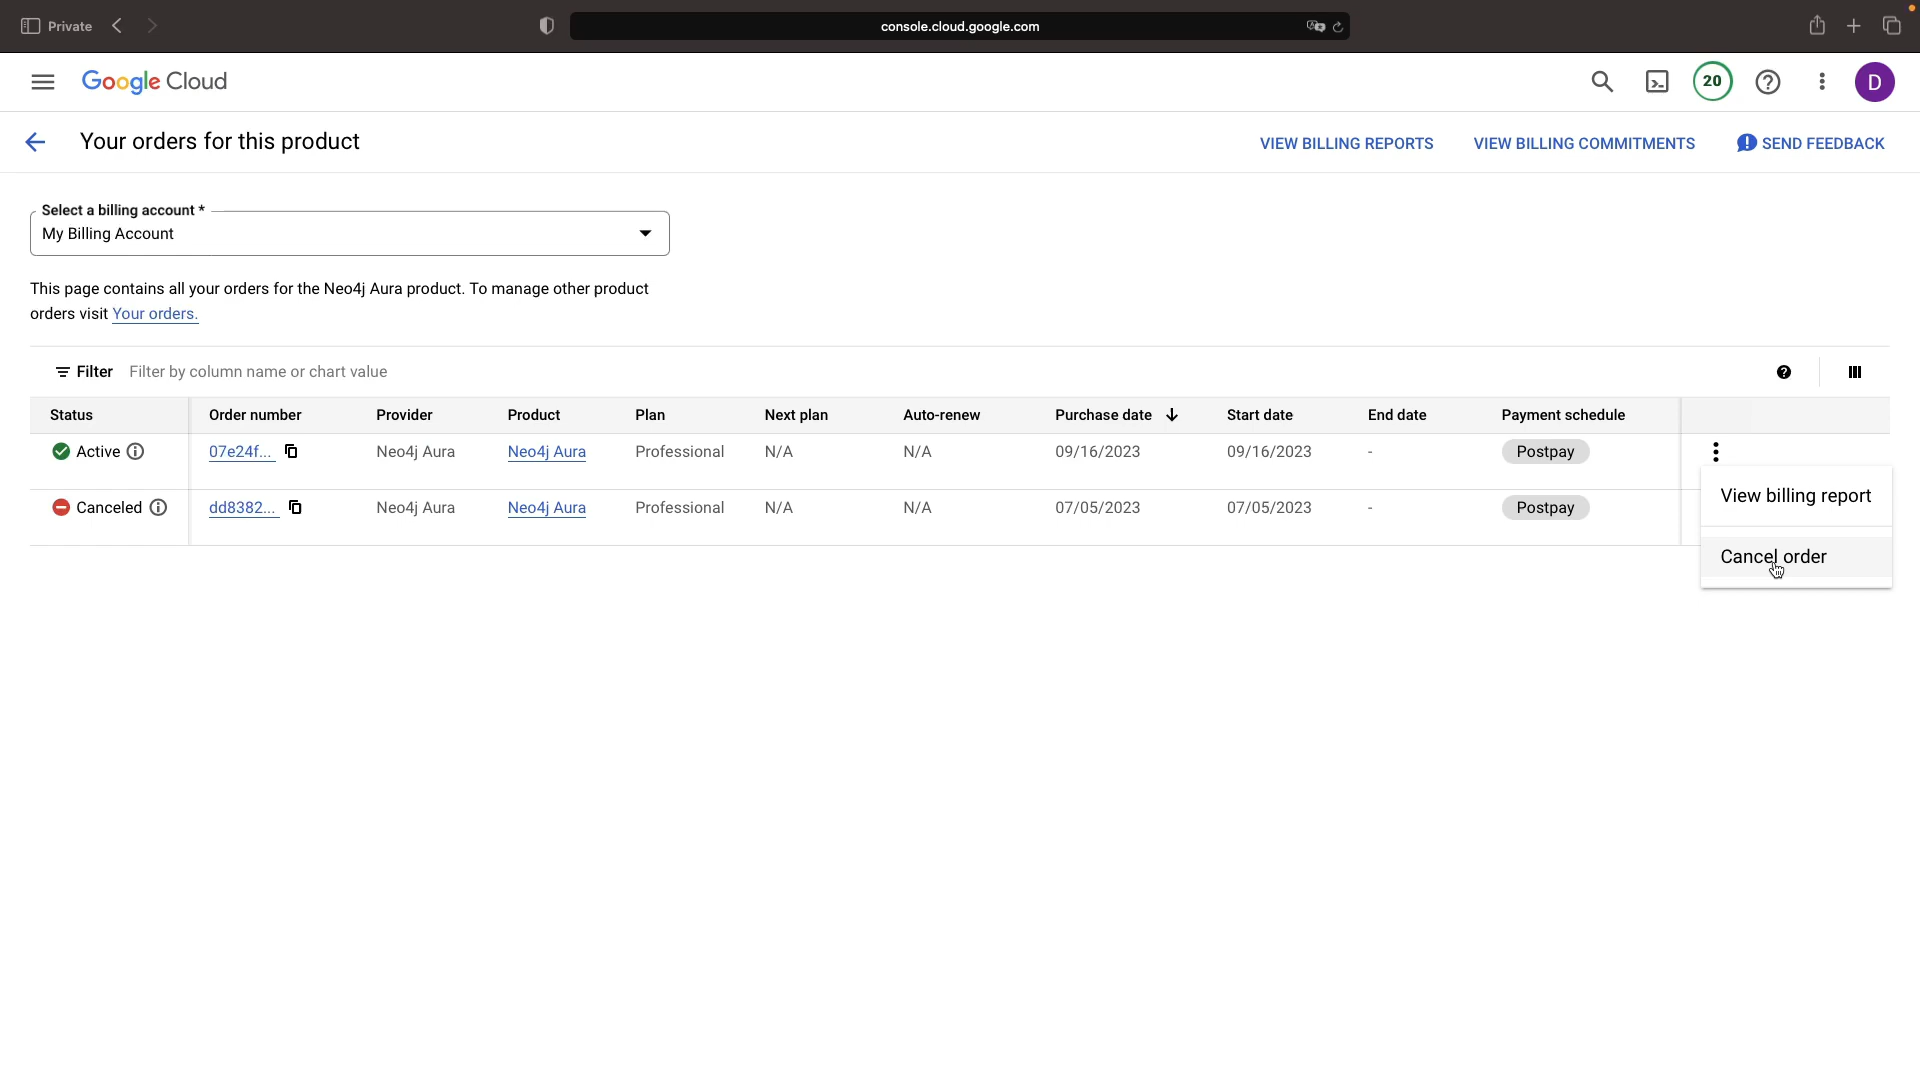 Private
console.cloud.google.com
Google Cloud
20
D
Your orders for this product
VIEW BILLING REPORTS
VIEW BILLING COMMITMENTS
SEND FEEDBACK
Select a billing account *
My Billing Account
This page contains all your orders for the Neo4j Aura product. To manage other product
orders visit Your orders.
Filter Filter by column name or chart value
Status Order number Provider Product Plan Next plan Auto-renew Purchase date Start date End date Payment schedule
Active 07e24f... Neo4j Aura Neo4j Aura Professional N/A N/A 09/16/2023 09/16/2023 - Postpay
Canceled dd8382... Neo4j Aura Neo4j Aura Professional N/A N/A 07/05/2023 07/05/2023 - Postpay
View billing report
Cancel order